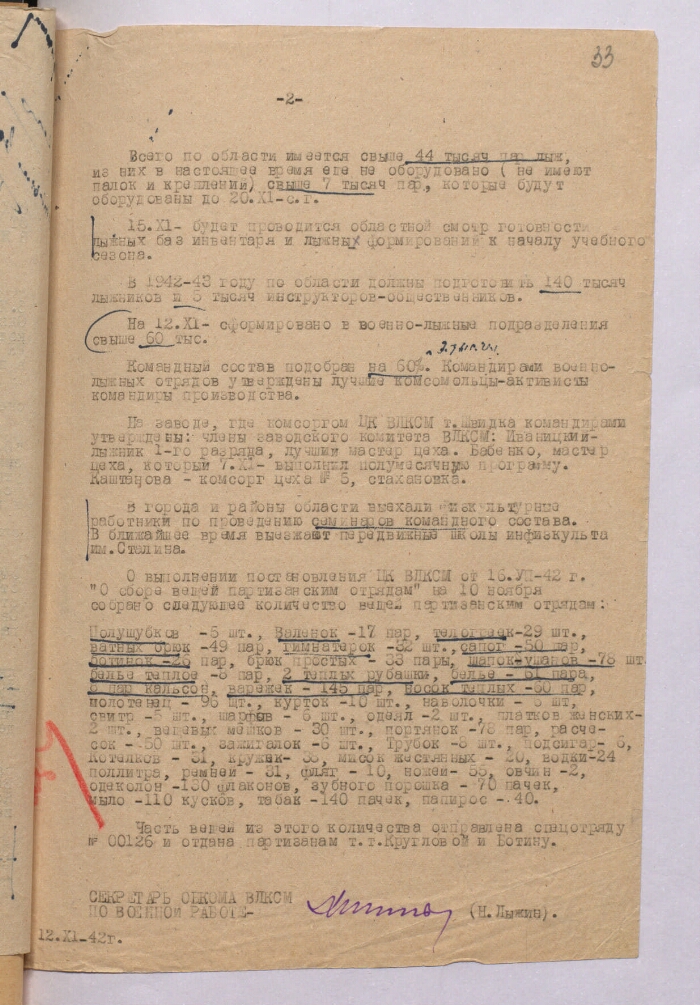 33
-2-
Всего по области имеется свыше 44 тысяч пар лыж,
из них в настоящее время еще не оборудовано ( не имеют
палок и креплений) свыше 7 тысяч пар, которые будут
оборудованы до 20.XI-с.г.
15.XI- будет проводится областной смотр готовности
лыжных баз инвентаря и лыжных формирований к началу учебного
сезона.
В 1942-43 году по области должны подготовить 140 тысяч
лыжников и 5 тысяч инструкторов-общественников.
На 12.XI- сформировано в военно-лыжные подразделения
свыше 60 тыс.
Командный состав подобран на 60%. Командирами военно-
лыжных отрядов утверждены лучшие комсомольцы-активисты
командиры производства.
На заводе, где комсоргом ЦК ВЛКСМ т.Швидка командирами
утверждены: члены заводского комитета ВЛКСМ: Иваницкий-
лыжник 1-го разряда, лучший мастер цеха. Бабенко, мастер
цеха, который 7.XI- выполнил полумесячную программу.
Каштанова - комсорг цеха № 5, стахановка.
В города и районы области выехали физкультурные
работники по проведению семинаров командного состава.
В ближайшее время выезжают передвижные школы инфизкульта
им.Сталина.
О выполнении постановления ЦК ВЛКСМ от 16.УП-42 г.
"О сборе вещей партизанским отрядам" на 10 ноября
собрано следующее количество вещей партизанским отрядам:
Полушубков -5 шт., Валенок -17 пар, телогреек-29 шт.,
ватных брюк -49 пар, гимнатерок -32 шт.,сапог -50 пар,
ботинок -26 пар, брюк простых - 33 пары, шапок-ушанок -78 шт
белье теплое -8 пар, 2 теплых рубашки, белье - 61 пара,
пар кальсон, варежек - 145 пар, носок теплых -60 пар,
полотенец - 96 шт., курток -10 шт., наволочки - шт,
свитр -5 шт., шарфов - 6 шт., одеял -2 шт., платков женских-
2 шт., вещевых мешков - 30 шт., портянок -78 пар, расче-
сок -50 шт., зажигалок -6 шт., Трубок -8 шт., подсигар- 6,
Котелков - 31, кружек- мисок жестянных - 20, водки-24
поллитра, ремней - 31, фляг - 10, ножей- 55, овчин -2,
одеколон -130 флаконов, зубного порошка - 70 пачек,
мыло -110 кусков, табак -140 пачек, папирос - 40.
Часть вещей из этого количества отправлена спецотряду
№ 00126 и отдана партизанам т.т.Кругловой и Ботину.
СЕКРЕТАРЬ ОБКОМА ВЛКСМ
ПО ВОЕННОЙ РАБОТЕ- (Н.Лыжин).
12.XI-42г.